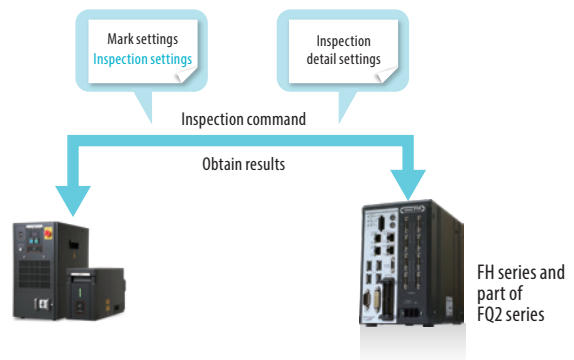 Mark settings
Inspection settings
Inspection
detail settings
Inspection command
Obtain results
FH series and
part of
FQ2 series